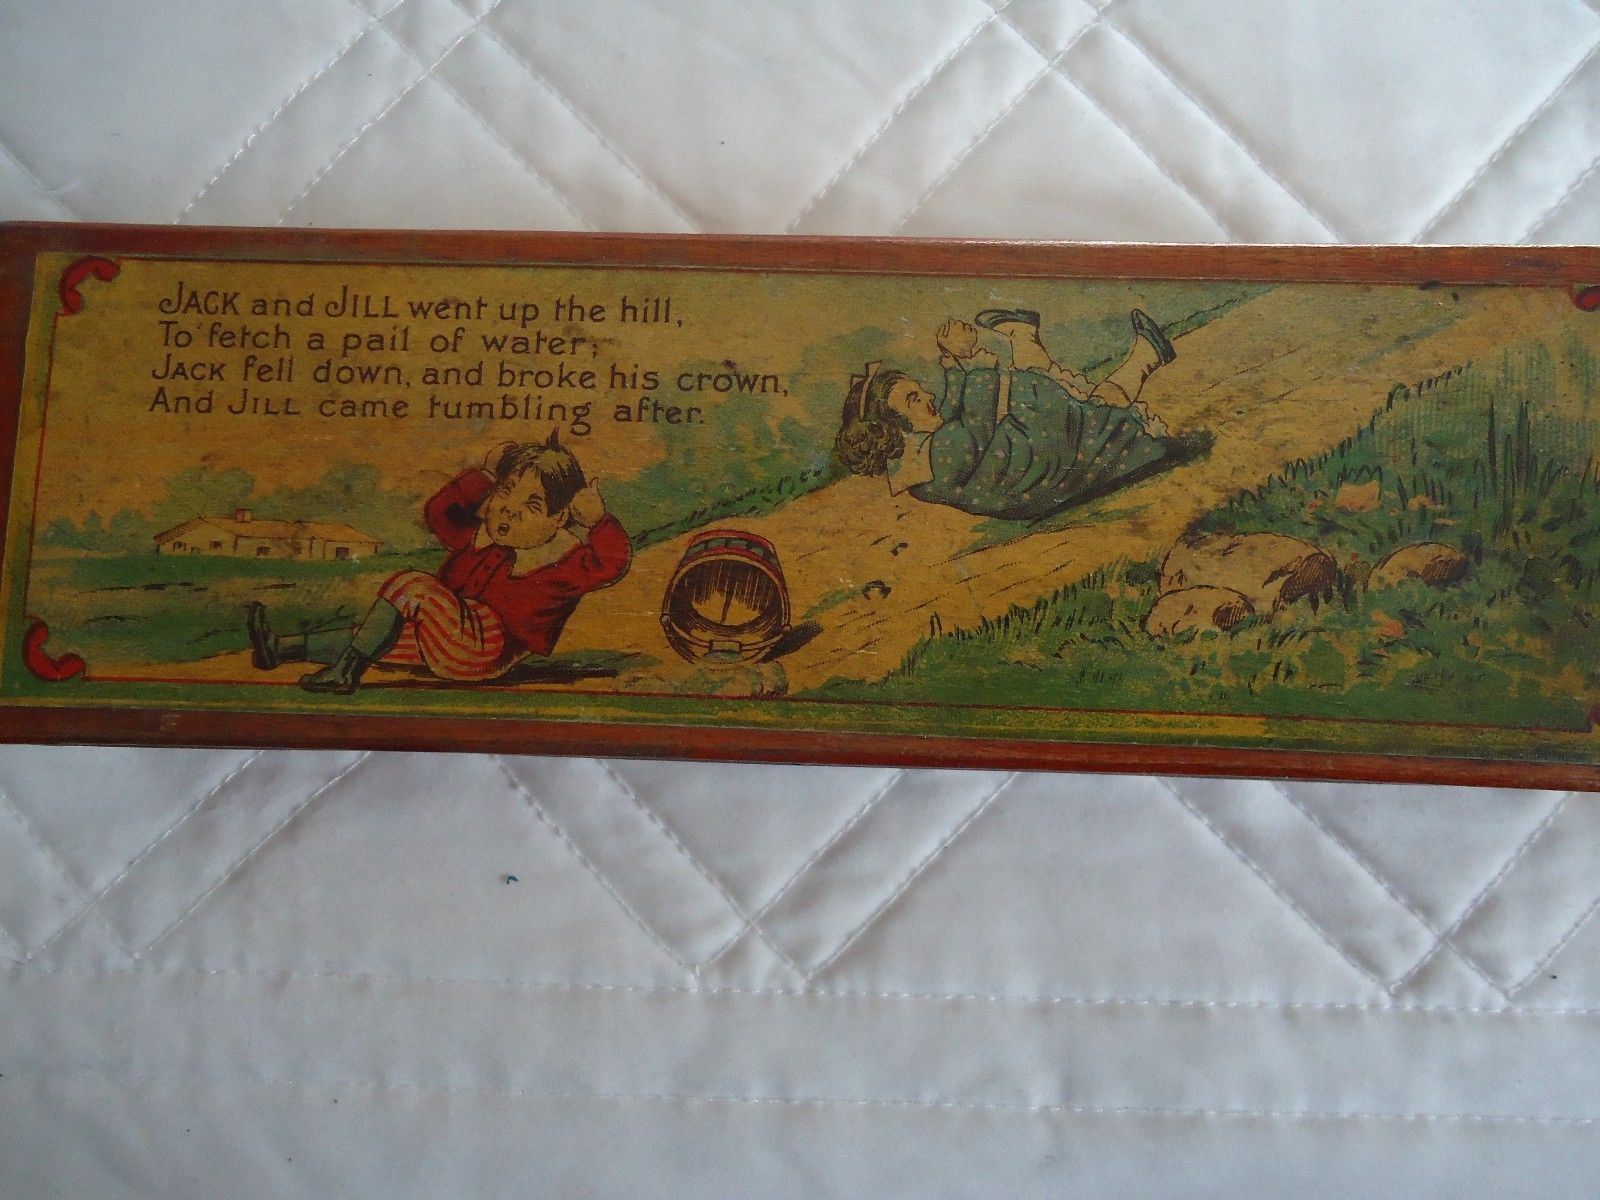 JACK and JILL went up the hill,
To fetch a pail of water;
JACK fell down, and broke his crown,
And JILL came tumbling after.